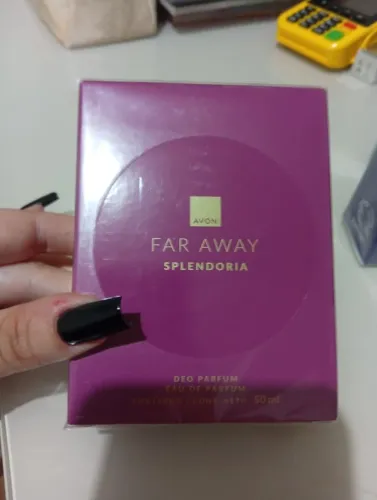 AVON
FAR AWAY
SPLENDORIA
DEO PARFUM
EAU DE PARFUM
50 ml